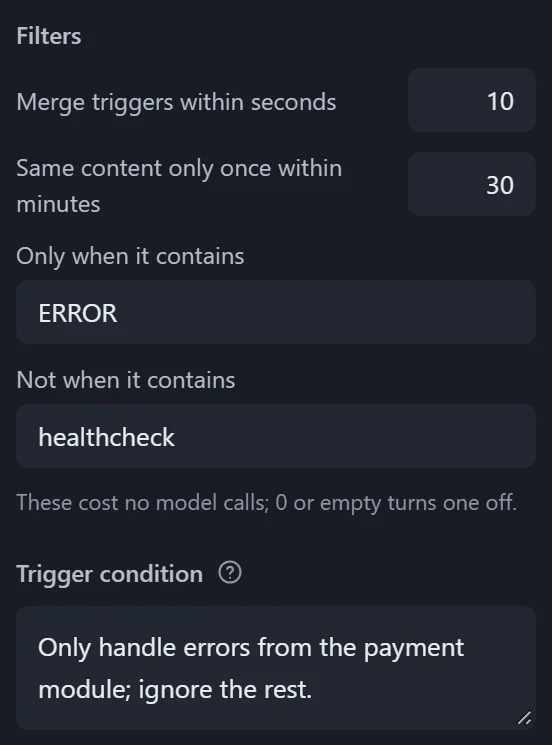 Filters
Merge triggers within seconds
10
Same content only once within
minutes
30
Only when it contains
ERROR
Not when it contains
healthcheck
These cost no model calls; 0 or empty turns one off.
Trigger condition ?
Only handle errors from the payment
module; ignore the rest.